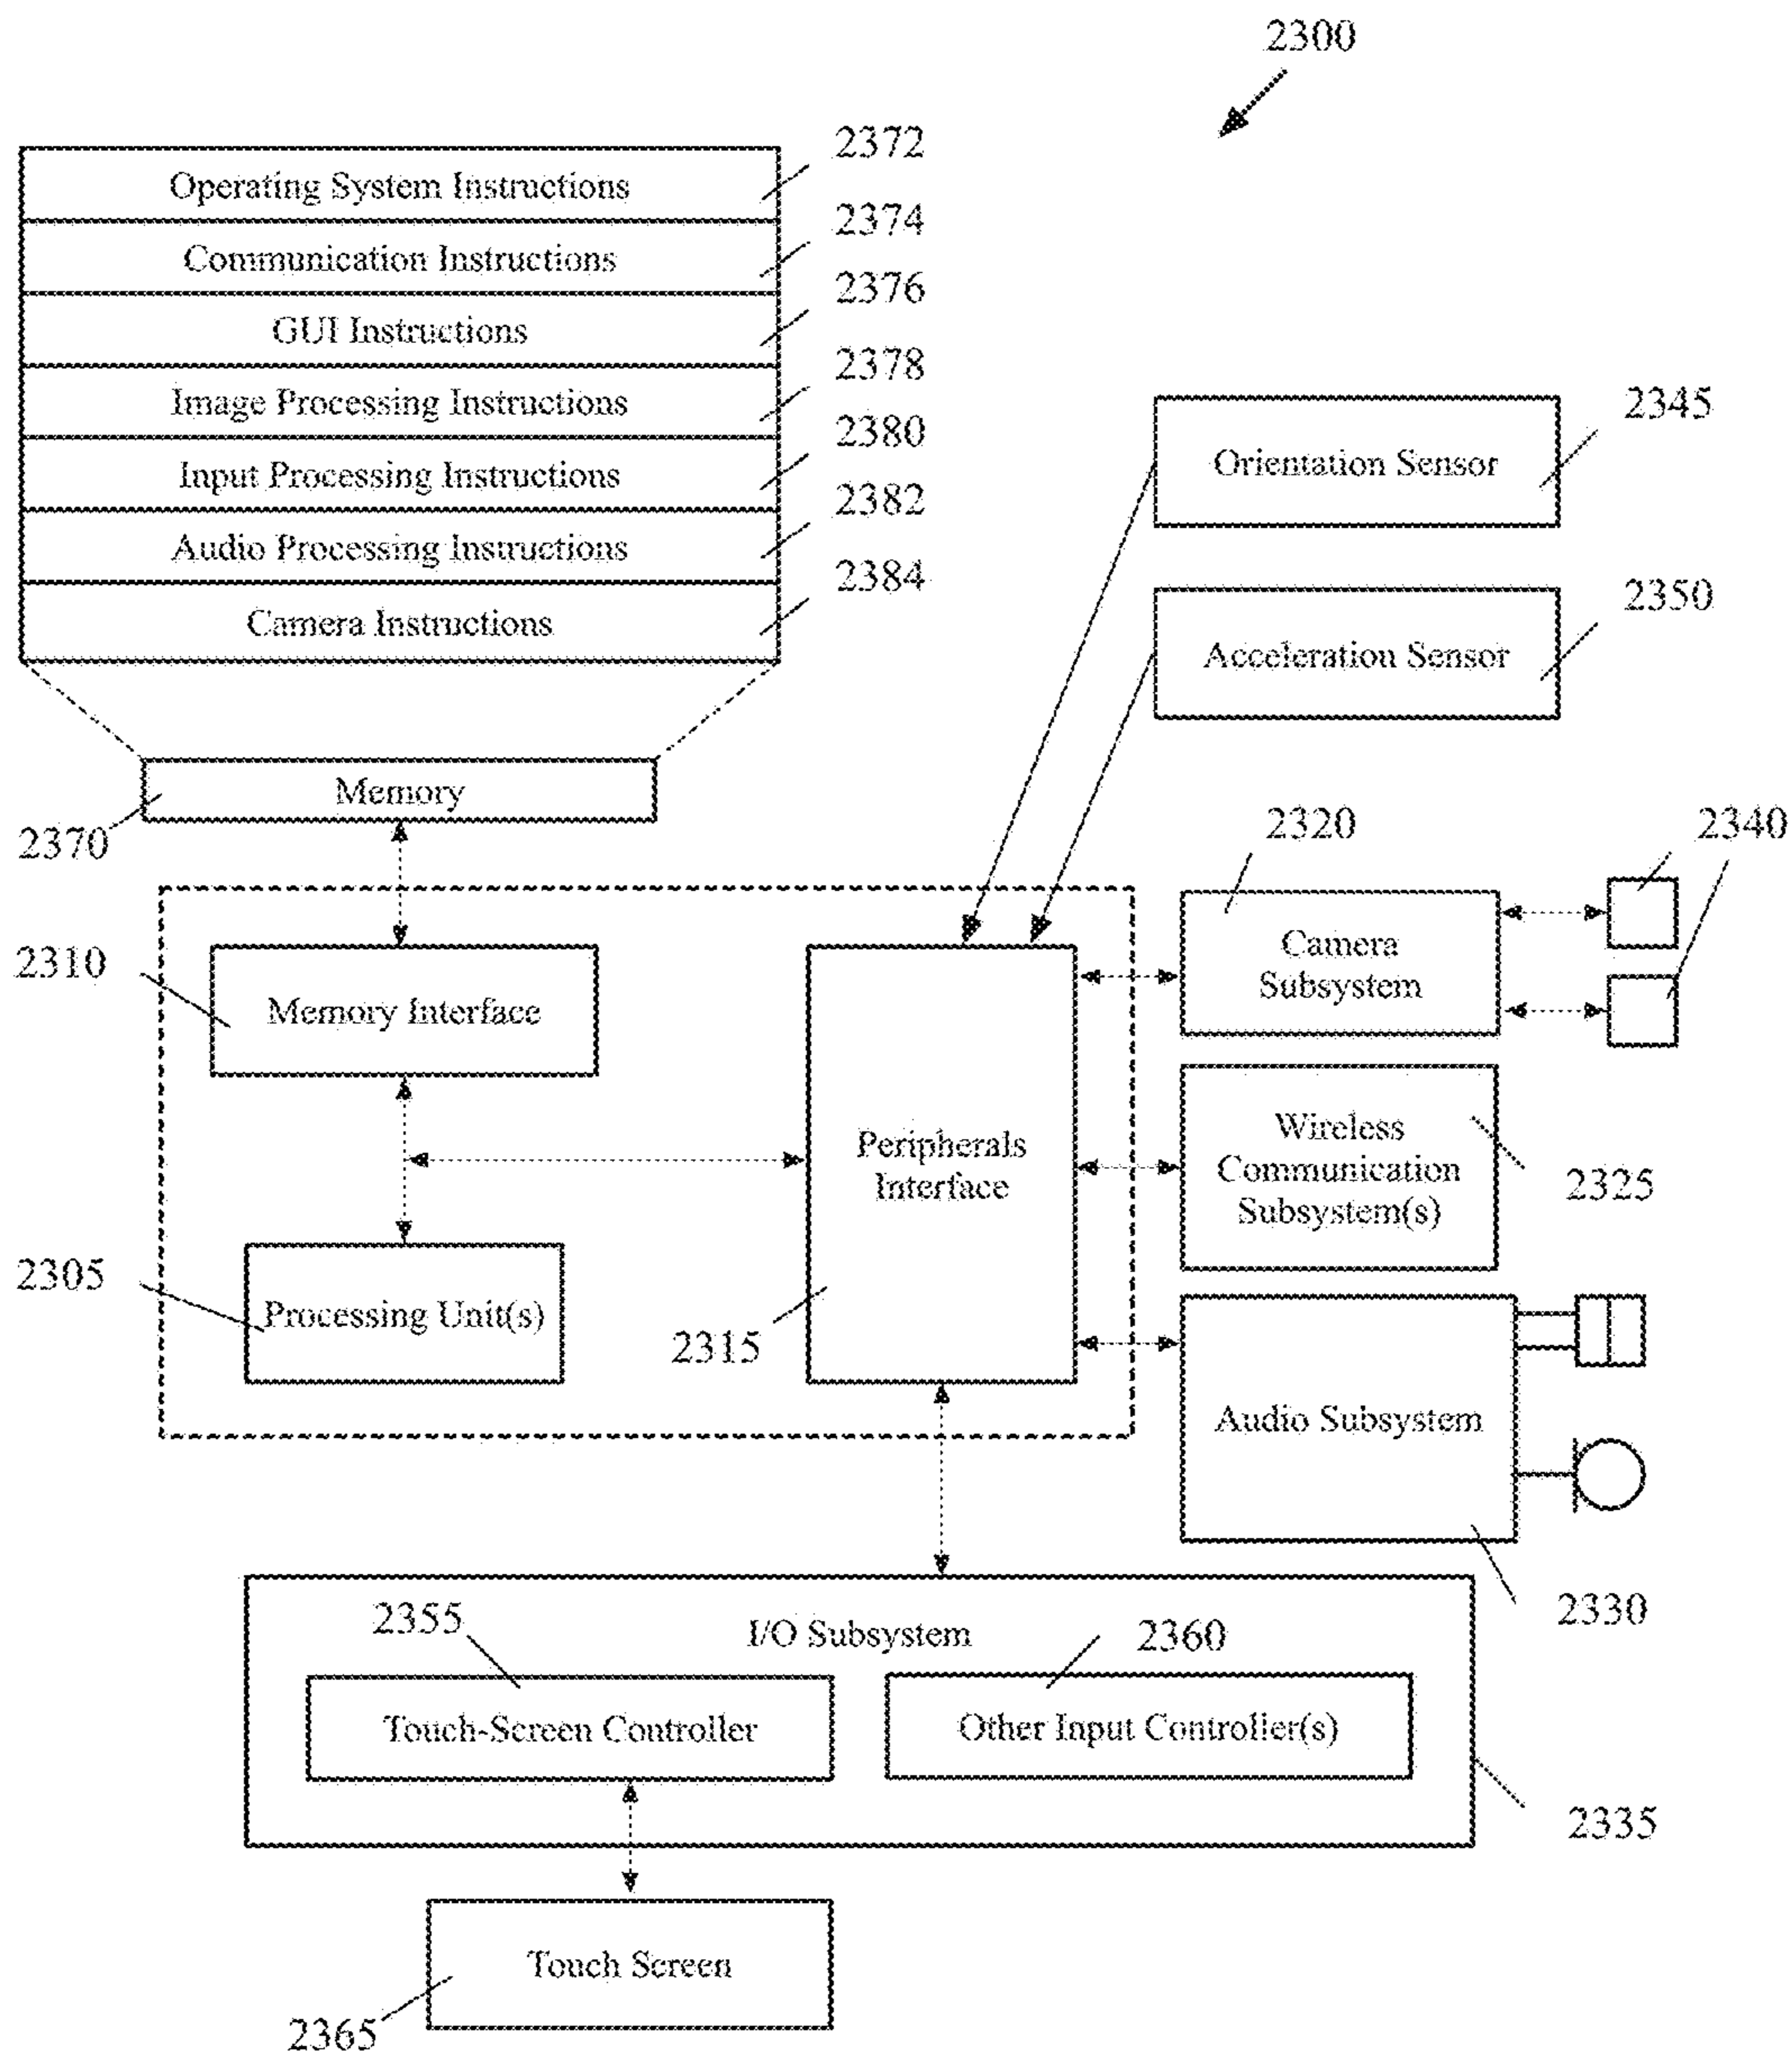 2300
Operating System Instructions
2372
Communication Instructions
2374
GUI Instructions
2376
Image Processing Instructions
2378
Input Processing Instructions
2380
Audio Processing Instructions
2382
Camera Instructions
2384
Orientation Sensor
2345
Acceleration Sensor
2350
Memory
2370
2320
2340
Camera
Subsystem
2310
Memory Interface
Peripherals
Interface
2315
Wireless
Communication
Subsystem(s)
2325
2305
Processing Unit(s)
Audio Subsystem
2330
I/O Subsystem
2355
2360
Touch-Screen Controller
Other Input Controller(s)
2335
Touch Screen
2365